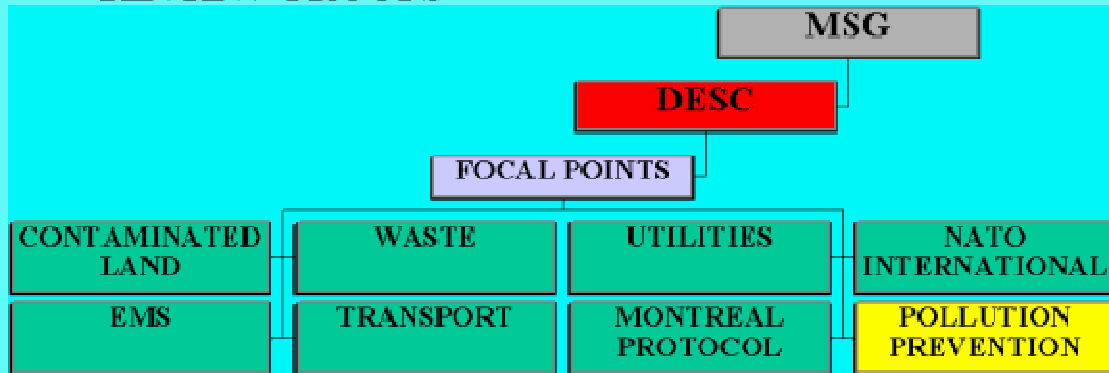 MSG
DESC
FOCAL POINTS
CONTAMINATED
LAND
WASTE
UTILITIES
NATO
INTERNATIONAL
EMS
TRANSPORT
MONTREAL
PROTOCOL
POLLUTION
PREVENTION